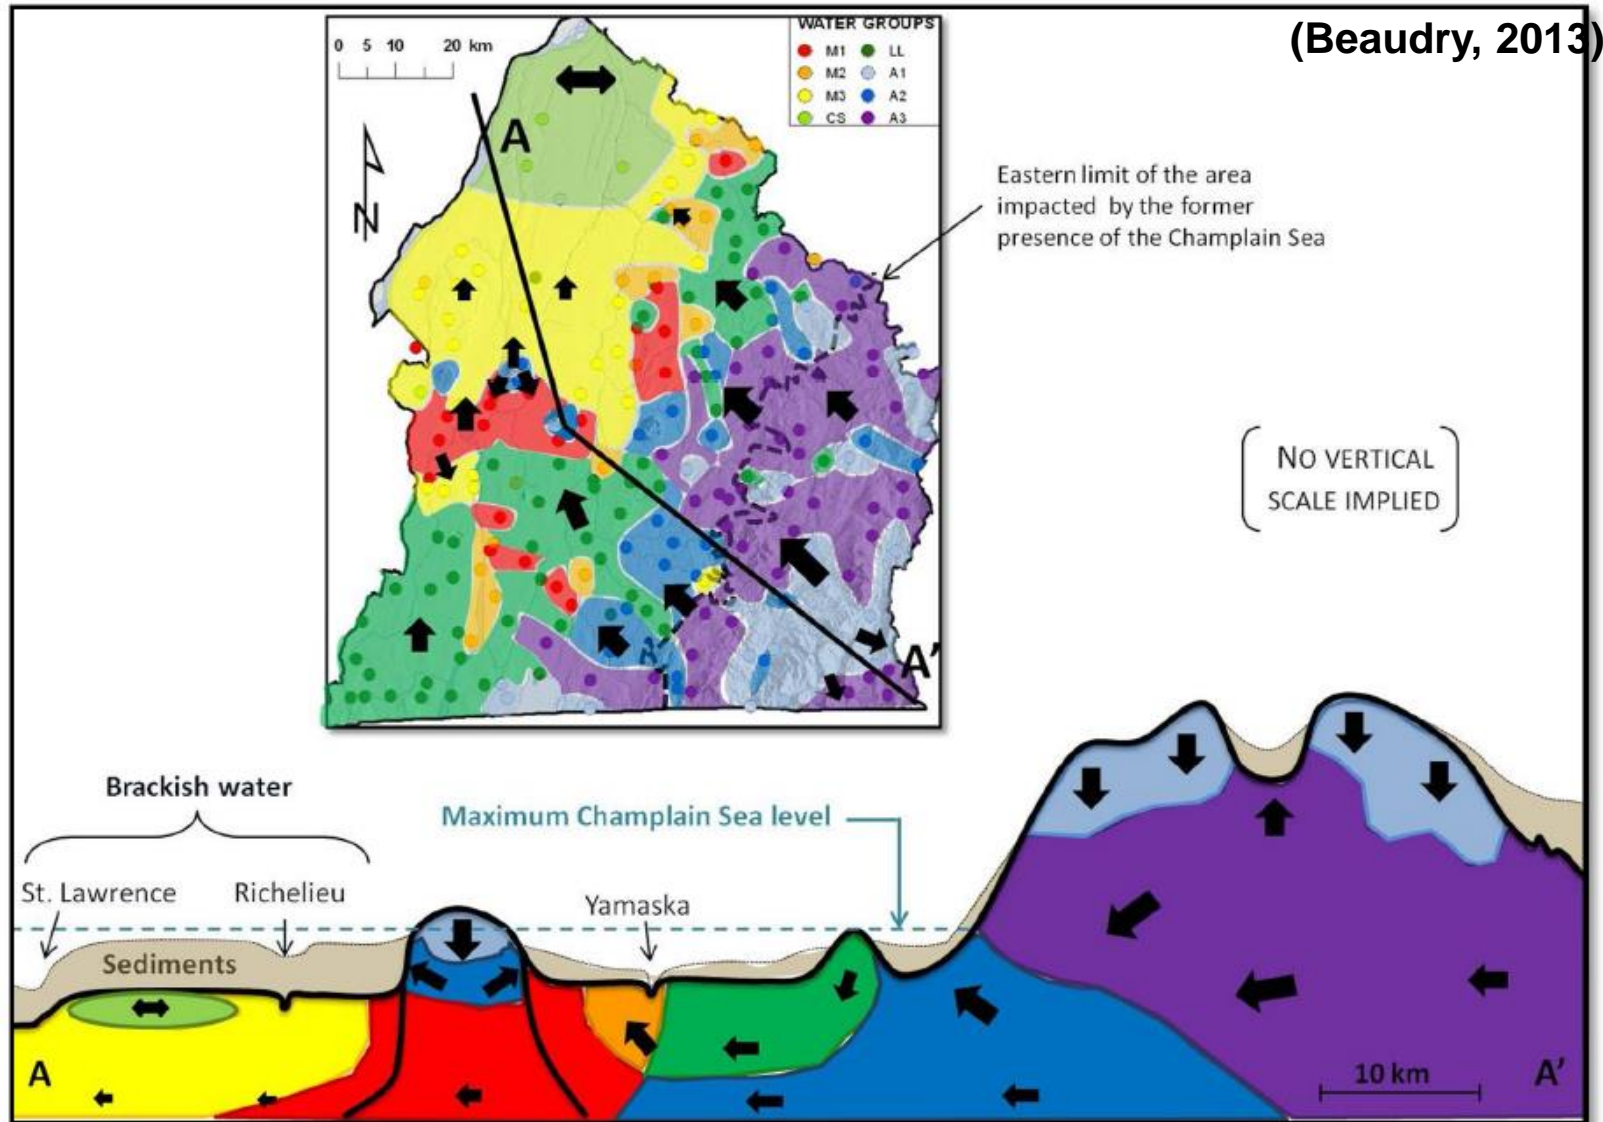 (Beaudry, 2013)
WATER GROUPS
M1 LL
M2 A1
M3 A2
CS A3
0 5 10 20 km
N
A
A'
Eastern limit of the area
impacted by the former
presence of the Champlain Sea
NO VERTICAL
SCALE IMPLIED
Brackish water
Maximum Champlain Sea level
St. Lawrence
Richelieu
Yamaska
Sediments
A
10 km
A'